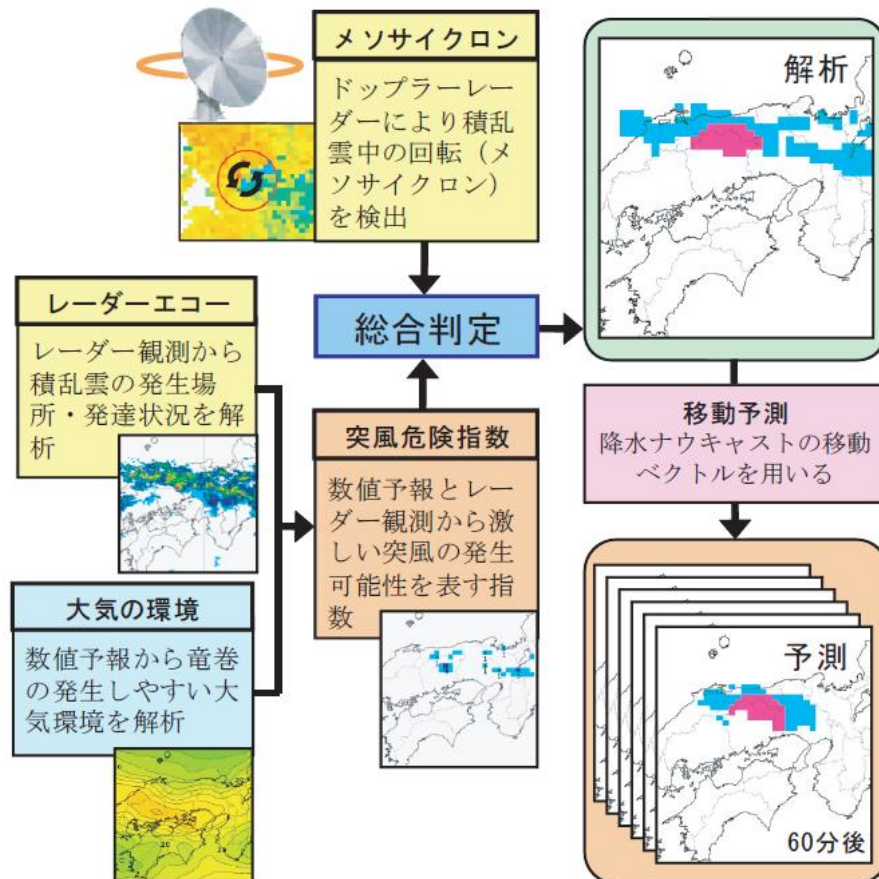 メソサイクロン
ドップラーレー
ダーにより積乱
雲中の回転（メ
ソサイクロン）
を検出
解析
レーダーエコー
レーダー観測から
積乱雲の発生場
所・発達状況を解
析
総合判定
突風危険指数
数値予報とレー
ダー観測から激
しい突風の発生
可能性を表す指
数
移動予測
降水ナウキャストの移動
ベクトルを用いる
大気の環境
数値予報から竜巻
の発生しやすい大
気環境を解析
予測
60分後